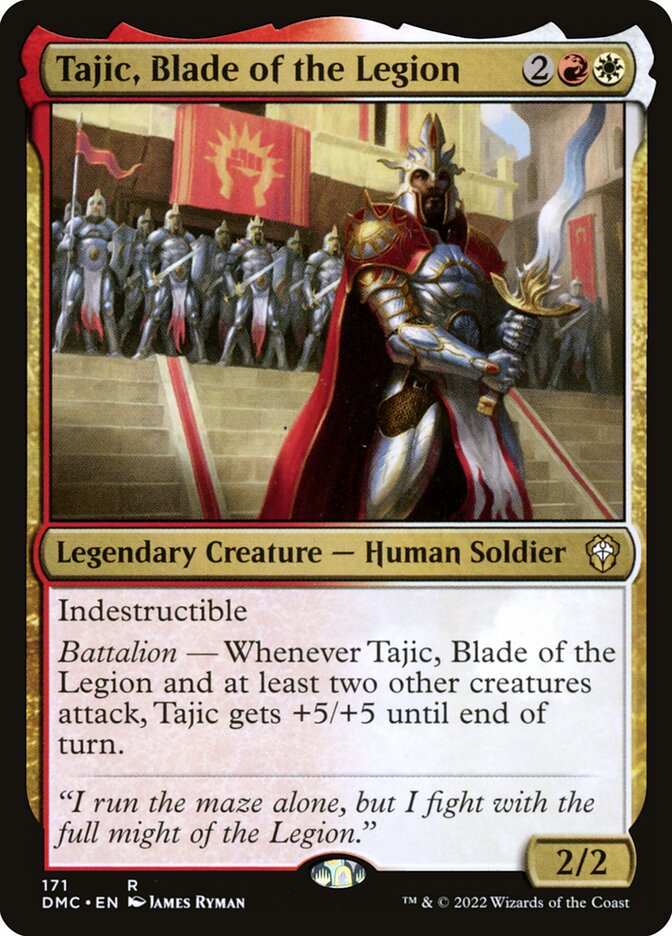 Tajic, Blade of the Legion 2
Legendary Creature — Human Soldier
Indestructible
Battalion — Whenever Tajic, Blade of the
Legion and at least two other creatures
attack, Tajic gets +5/+5 until end of
turn.
“I run the maze alone, but I fight with the
full might of the Legion.”
2/2
171 R
DMC • EN James Ryman
™ & © 2022 Wizards of the Coast